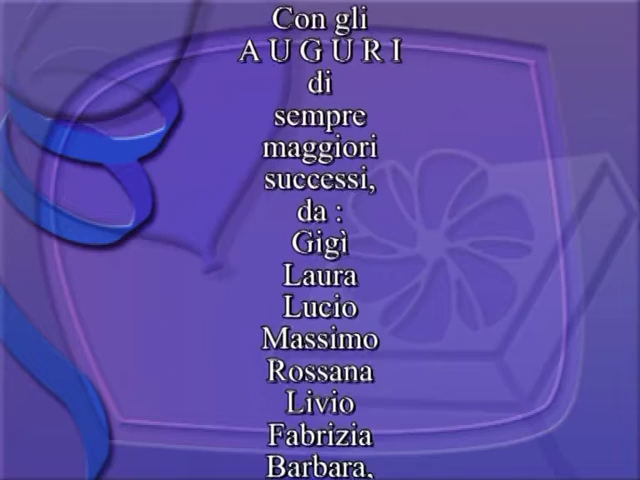 Con gli
A U G U R I
di
sempre
maggiori
successi,
da :
Gigì
Laura
Lucio
Massimo
Rossana
Livio
Fabrizia
Barbara,